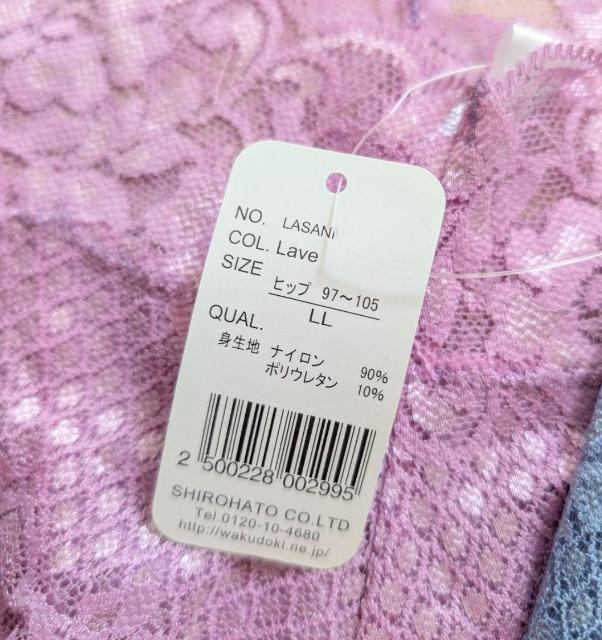 NO. LASANI
COL. Lave
SIZE ヒップ 97〜105
LL
QUAL.
身生地 ナイロン 90%
ポリウレタン 10%
2 500228 002995
SHIROHATO CO.LTD
Tel.0120-10-4680
http://wakudoki.ne.jp/